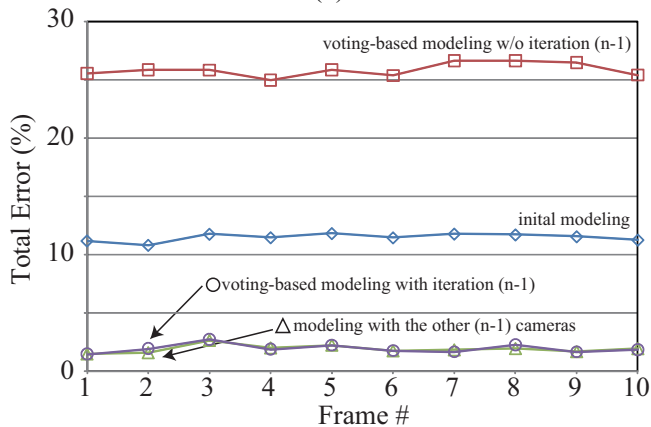 30
voting-based modeling w/o iteration (n-1)
20
Total Error (%)
inital modeling
10
voting-based modeling with iteration (n-1)
modeling with the other (n-1) cameras
0
1 2 3 4 5 6 7 8 9 10
Frame #